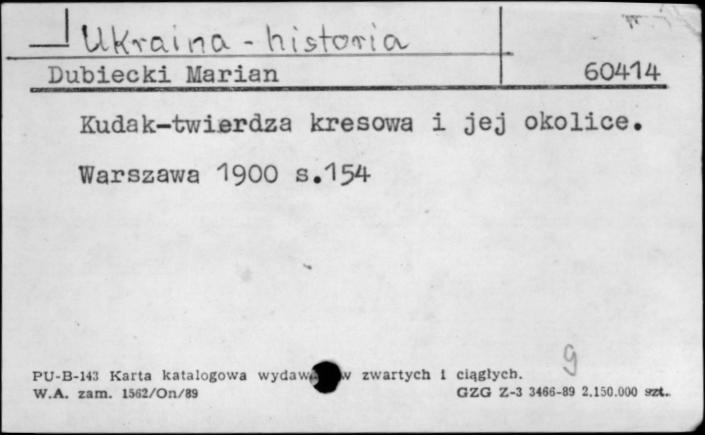 Ukraina - historia
Dubiecki Marian 60414
Kudak-twierdza kresowa i jej okolice.
Warszawa 1900 s.154
9
PU-B-143 Karta katalogowa wydaw w zwartych i ciągłych.
W.A. zam. 1562/On/89 GZG Z-3 3466-89 2.150.000 szt.